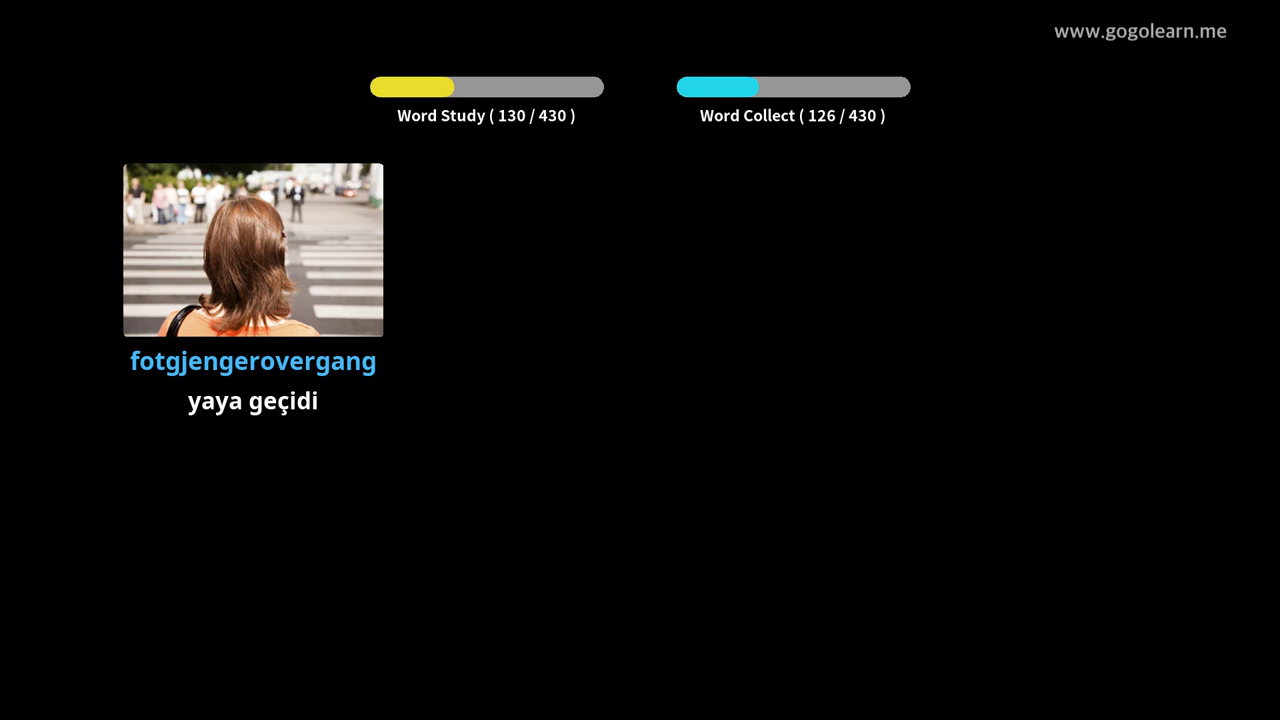 www.gogolearn.me
Word Study ( 130 / 430 )
Word Collect ( 126 / 430 )
fotgjengerovergang
yaya geçidi